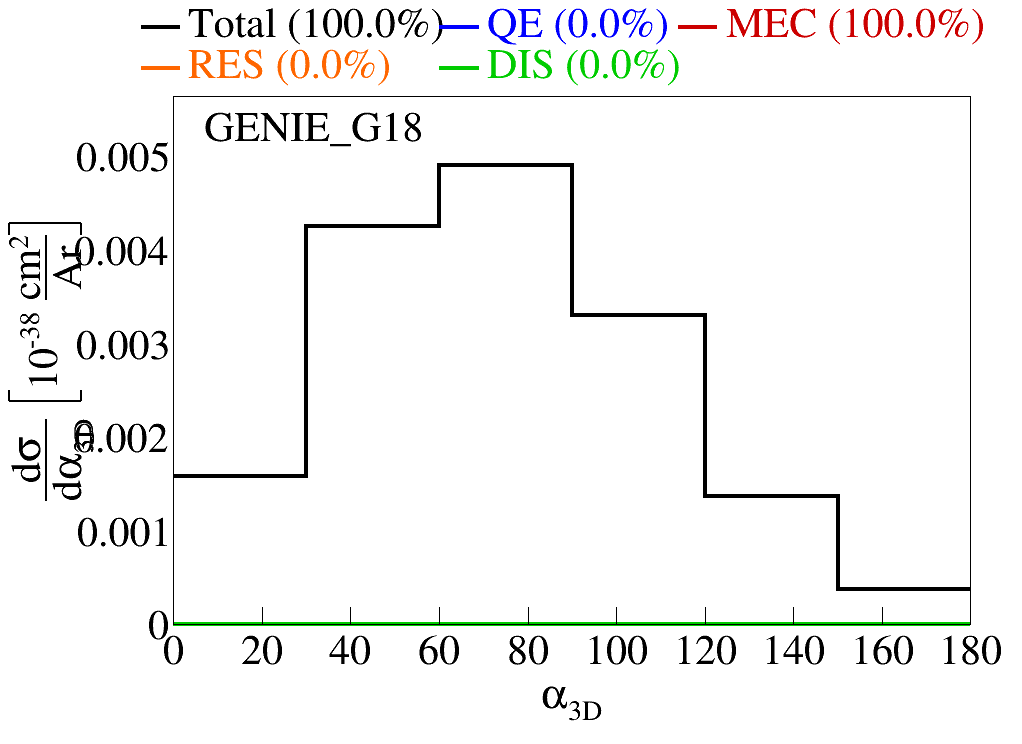 Total (100.0%) QE (0.0%) MEC (100.0%)
RES (0.0%) DIS (0.0%)
GENIE_G18
dσ/dα3D [10^-38 cm^2/Ar]
0.005
0.004
0.003
0.002
0.001
0
0 20 40 60 80 100 120 140 160 180
α3D